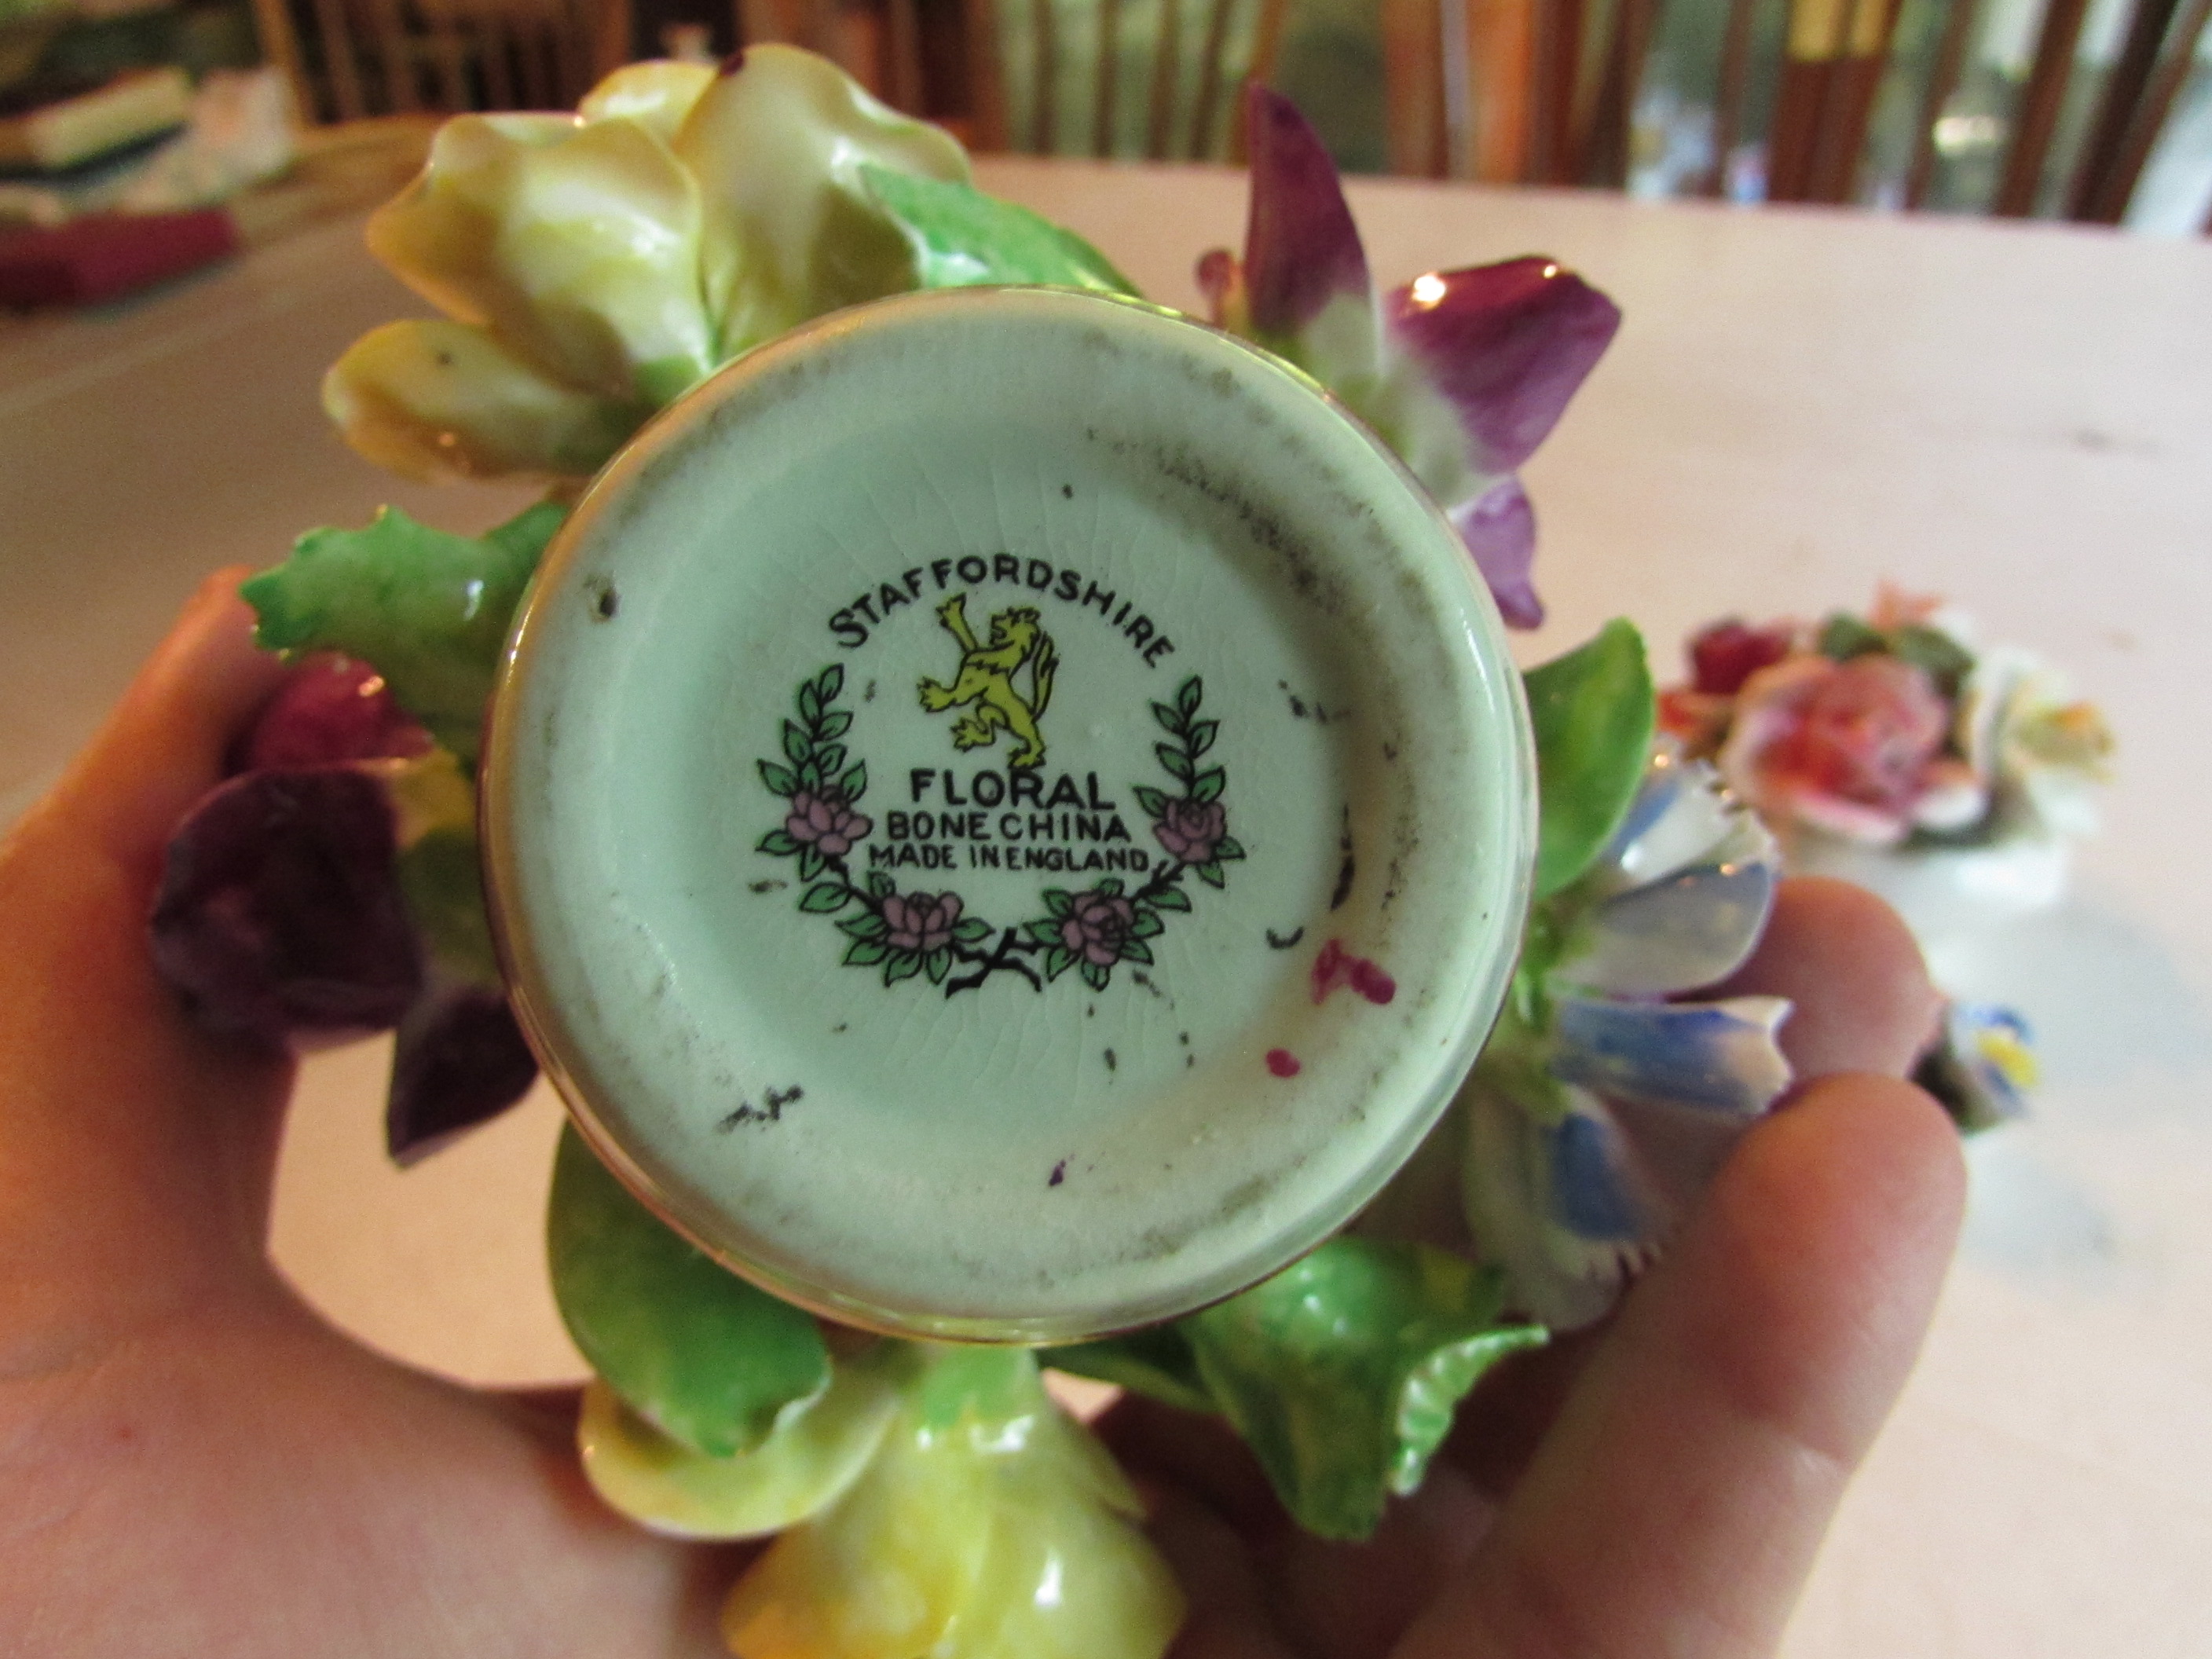 STAFFORDSHIRE
FLORAL
BONE CHINA
MADE IN ENGLAND